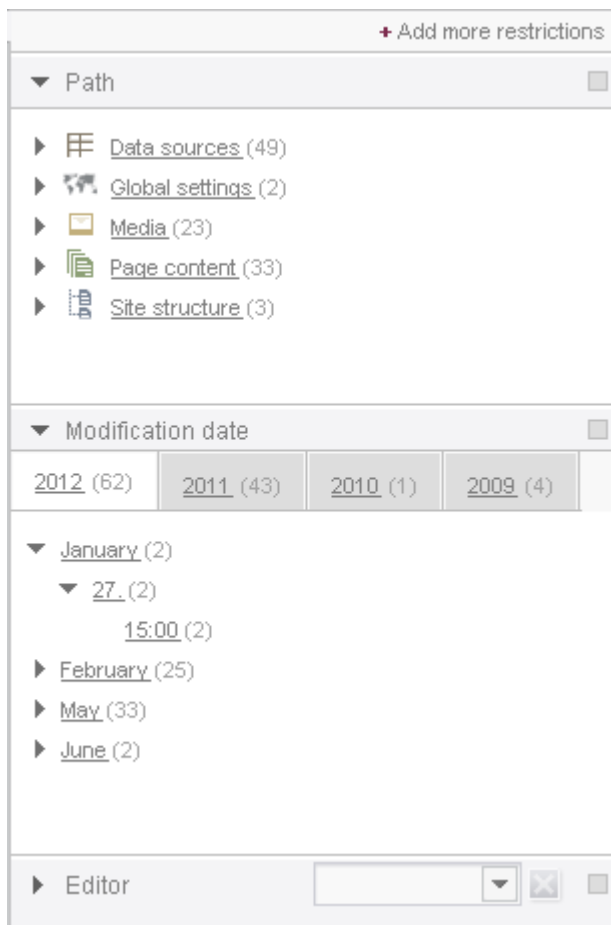 + Add more restrictions
Path
Data sources (49)
Global settings (2)
Media (23)
Page content (33)
Site structure (3)
Modification date
2012 (62) 2011 (43) 2010 (1) 2009 (4)
January (2)
27. (2)
15:00 (2)
February (25)
May (33)
June (2)
Editor